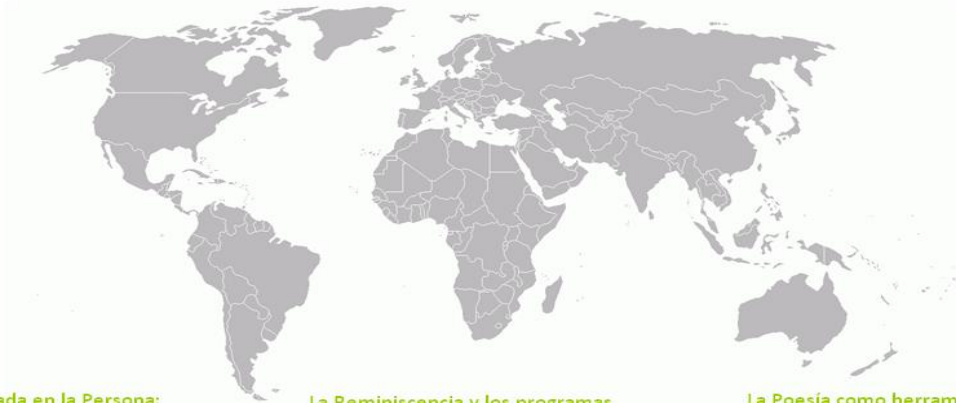 ada en la Persona:
La Reminiscencia y los programas
La Poesía como herram